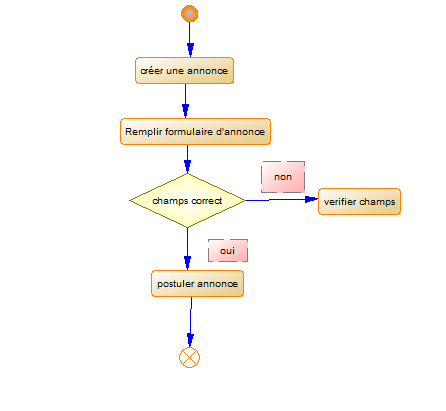 créer une annonce
Remplir formulaire d'annonce
non
champs correct
verifier champs
oui
postuler annonce